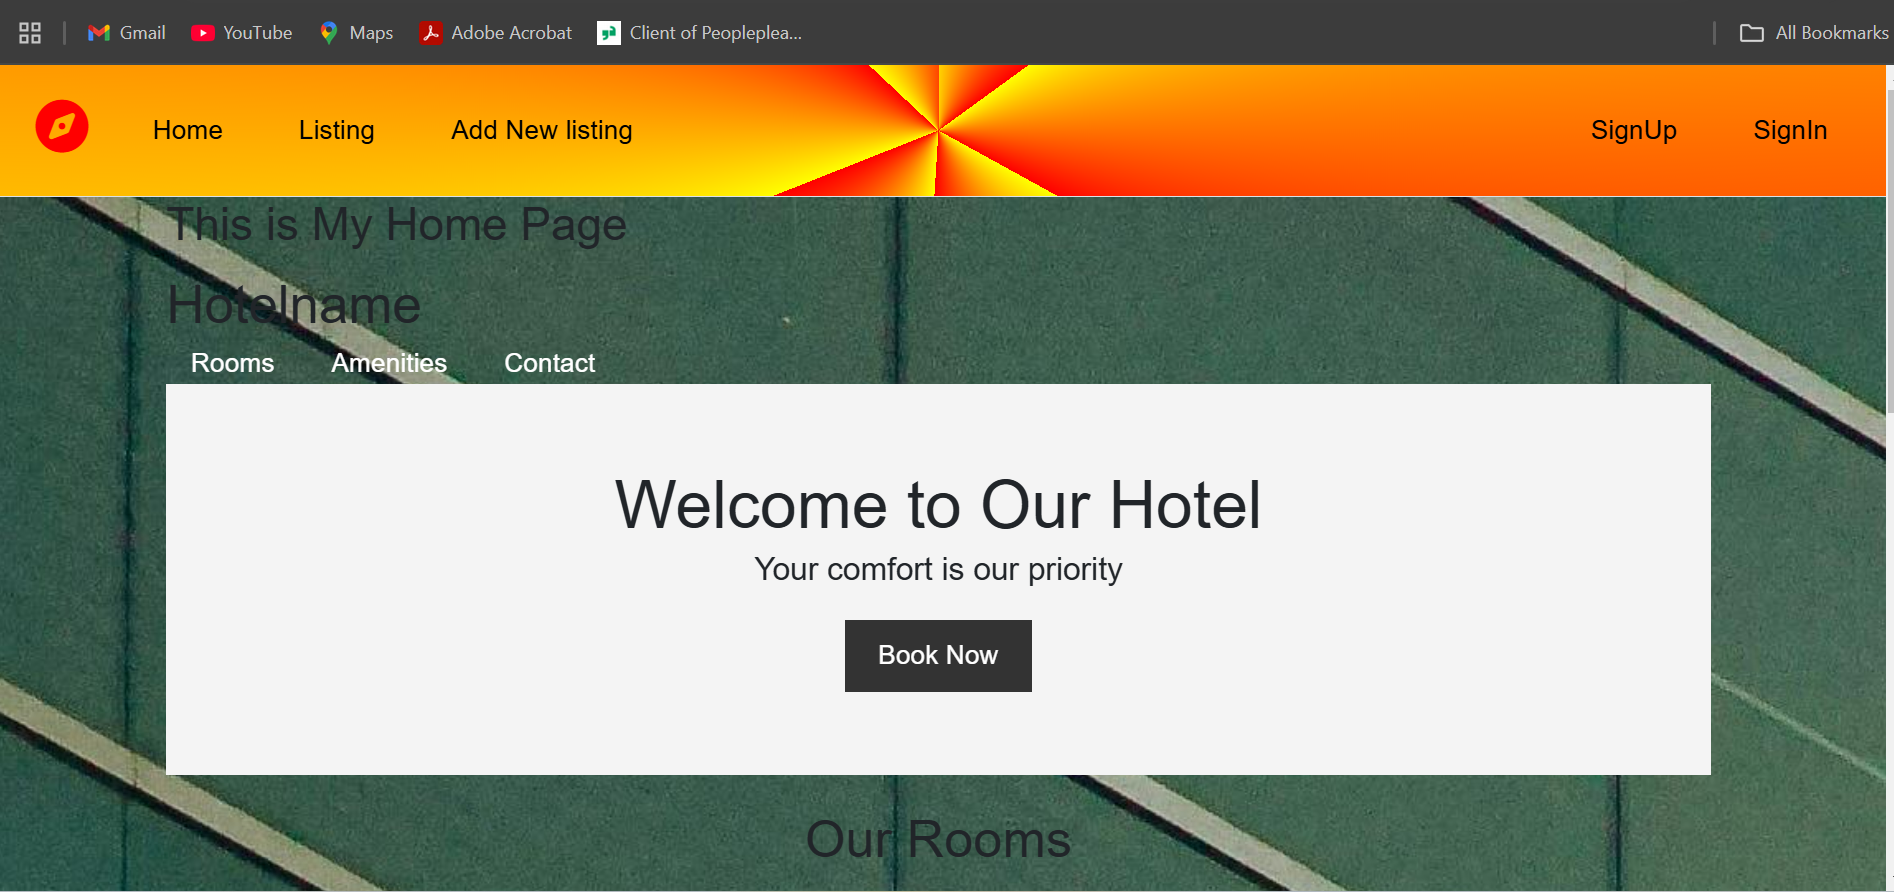 Gmail YouTube Maps Adobe Acrobat Client of Peopleplea... All Bookmarks
Home Listing Add New listing SignUp SignIn
This is My Home Page
Hotelname
Rooms Amenities Contact
Welcome to Our Hotel
Your comfort is our priority
Book Now
Our Rooms